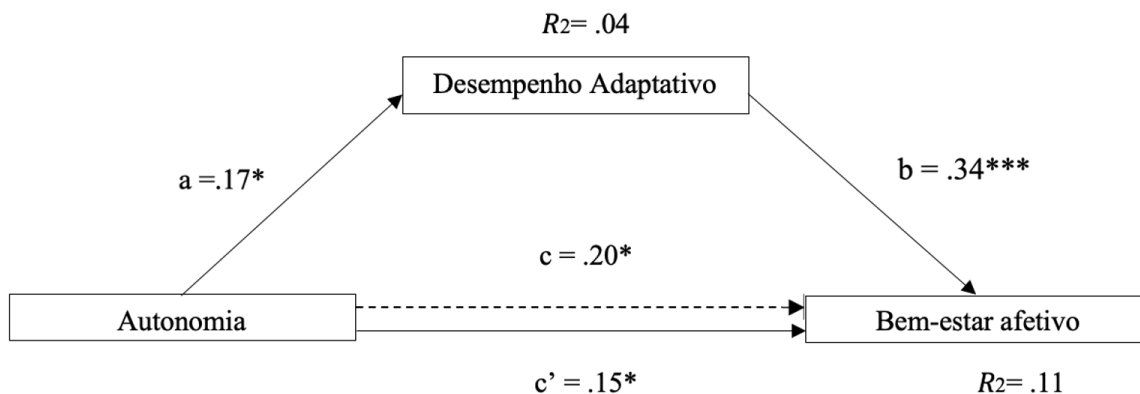 R2= .04
Desempenho Adaptativo
a =.17*
b = .34***
c = .20*
Autonomia
Bem-estar afetivo
c’ = .15*
R2= .11